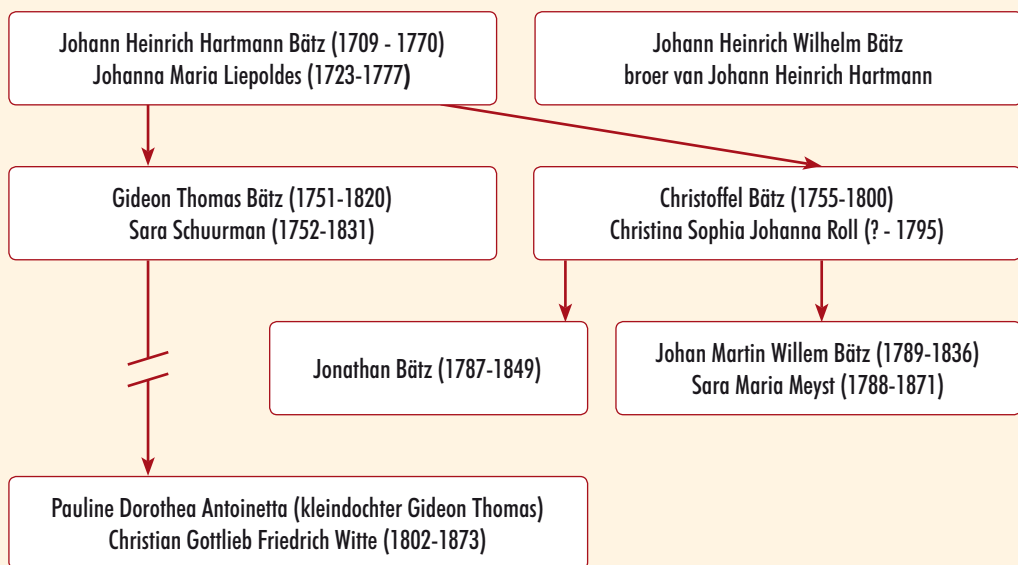 Johann Heinrich Hartmann Bätz (1709 - 1770)
Johanna Maria Liepoldes (1723-1777)
Johann Heinrich Wilhelm Bätz
broer van Johann Heinrich Hartmann
Gideon Thomas Bätz (1751-1820)
Sara Schuurman (1752-1831)
Christoffel Bätz (1755-1800)
Christina Sophia Johanna Roll (? - 1795)
Jonathan Bätz (1787-1849)
Johan Martin Willem Bätz (1789-1836)
Sara Maria Meyst (1788-1871)
Pauline Dorothea Antoinetta (kleindochter Gideon Thomas)
Christian Gottlieb Friedrich Witte (1802-1873)